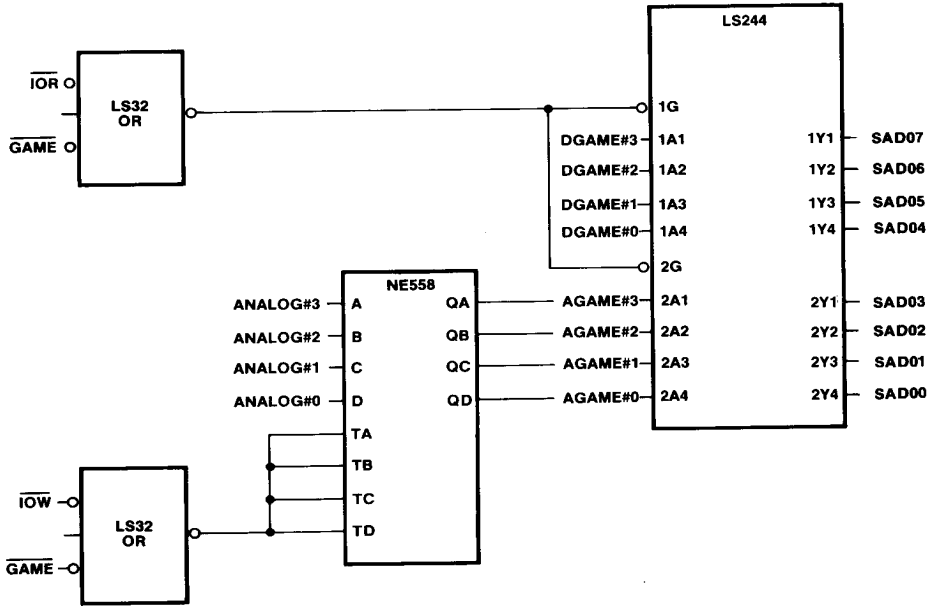 LS244
IOR
LS32
OR
GAME
1G
DGAME#3 1A1 1Y1 SAD07
DGAME#2 1A2 1Y2 SAD06
DGAME#1 1A3 1Y3 SAD05
DGAME#0 1A4 1Y4 SAD04
2G
NE558
ANALOG#3 A QA AGAME#3 2A1 2Y1 SAD03
ANALOG#2 B QB AGAME#2 2A2 2Y2 SAD02
ANALOG#1 C QC AGAME#1 2A3 2Y3 SAD01
ANALOG#0 D QD AGAME#0 2A4 2Y4 SAD00
TA
TB
TC
TD
IOW
LS32
OR
GAME